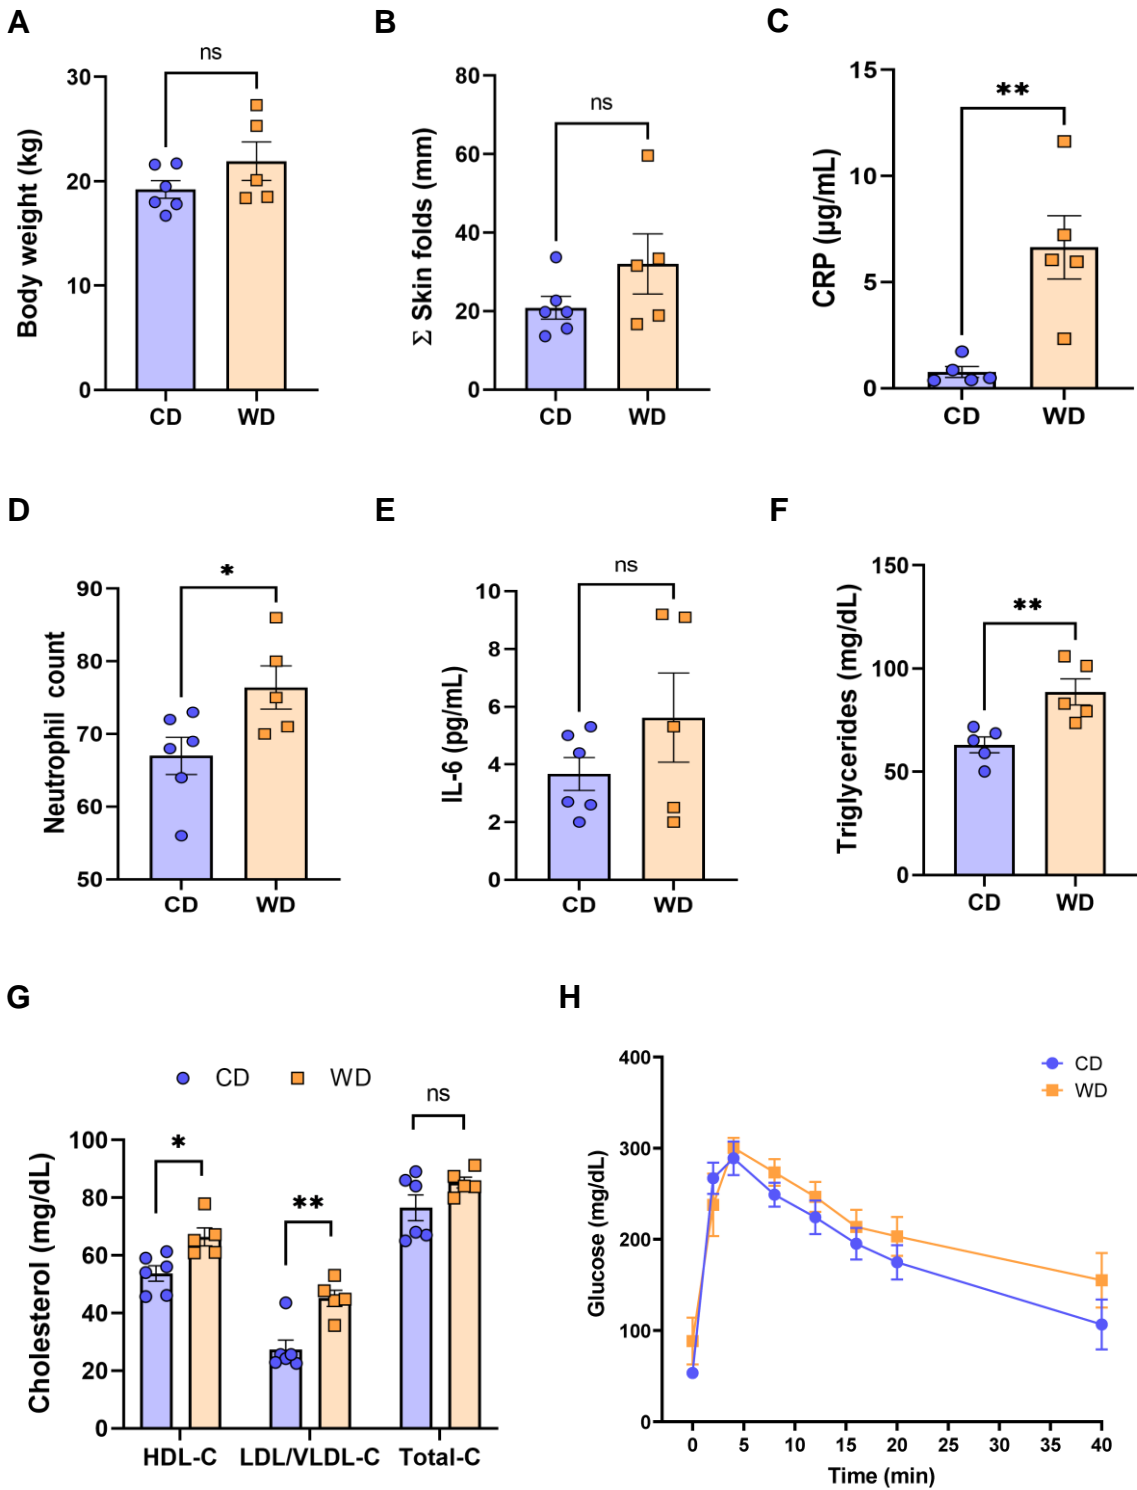 A
Body weight (kg)
30
20
10
0
ns
CD WD
B
Σ Skin folds (mm)
80
60
40
20
0
ns
CD WD
C
CRP (μg/mL)
15
10
5
0
**
CD WD
D
Neutrophil count
90
80
70
60
50
*
CD WD
E
IL-6 (pg/mL)
10
8
6
4
2
0
ns
CD WD
F
Triglycerides (mg/dL)
150
100
50
0
**
CD WD
G
CD WD
Cholesterol (mg/dL)
100
80
60
40
20
0
*
**
ns
HDL-C LDL/VLDL-C Total-C
H
CD
WD
Glucose (mg/dL)
400
300
200
100
0
0 5 10 15 20 25 30 35 40
Time (min)